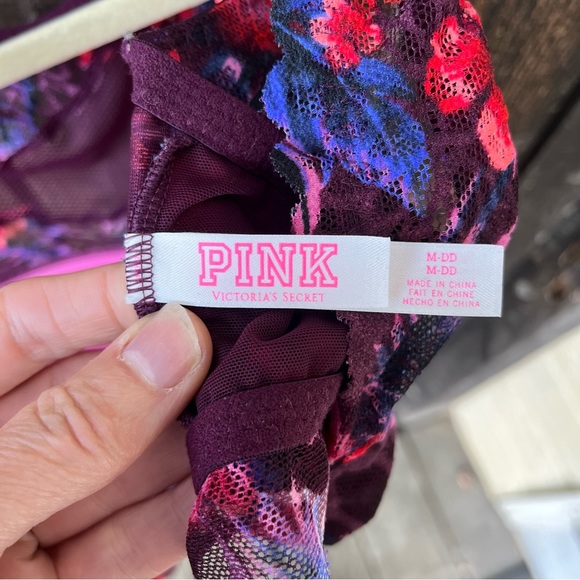 PINK
VICTORIA'S SECRET
M-DD
M-DD
MADE IN CHINA
FAIT EN CHINE
HECHO EN CHINA